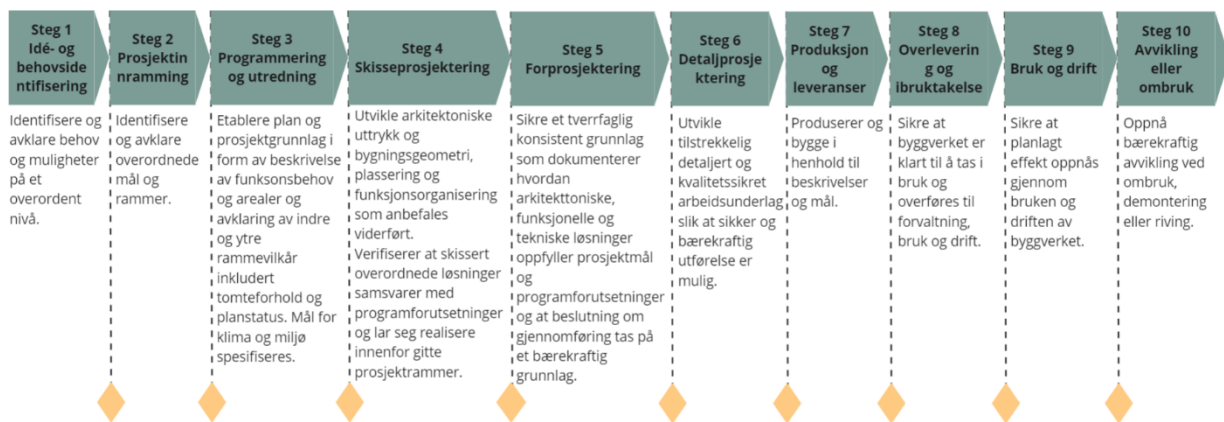 Steg 1
Idé- og
behovside
ntifisering
Steg 2
Prosjektin
nramming
Steg 3
Programmering
og utredning
Steg 4
Skisseprosjektering
Steg 5
Forprosjektering
Steg 6
Detaljprosje
ktering
Steg 7
Produksjon
og
leveranser
Steg 8
Overleverin
g og
ibruktakelse
Steg 9
Bruk og drift
Steg 10
Avvikling
eller
ombruk
Identifisere og
avklare behov
og muligheter
på et
overordent
nivå.
Identifisere
og avklare
overordnede
mål og
rammer.
Etablere plan og
prosjektgrunnlag i
form av beskrivelse
av funksonsbehov
og arealer og
avklaring av indre
og ytre
rammevilkår
inkludert
tomteforhold og
planstatus. Mål for
klima og miljø
spesifiseres.
Utvikle arkitektoniske
uttrykk og
bygningsgeometri,
plassering og
funksjonsorganisering
som anbefales
viderført.
Verifiserer at skissert
overordnede løsninger
samsvarer med
programforutsetninger
og lar seg realisere
innenfor gitte
prosjektrammer.
Sikre et tverrfaglig
konsistent grunnlag
som dokumenterer
hvordan
arkitekttoniske,
funksjonelle og
tekniske løsninger
oppfyller prosjektmål
og
programforutsetninger
og at beslutning om
gjennomføring tas på
et bærekraftig
grunnlag.
Utvikle
tilstrekkelig
detaljert og
kvalitetssikret
arbeidsunderlag
slik at sikker og
bærekraftig
utførelse er
mulig.
Produserer og
bygge i
henhold til
beskrivelser
og mål.
Sikre at
byggverket er
klart til å tas i
bruk og
overføres til
forvaltning,
bruk og drift.
Sikre at
planlagt
effekt oppnås
gjennom
bruken og
driften av
byggverket.
Oppnå
bærekraftig
avvikling ved
ombruk,
demontering
eller riving.